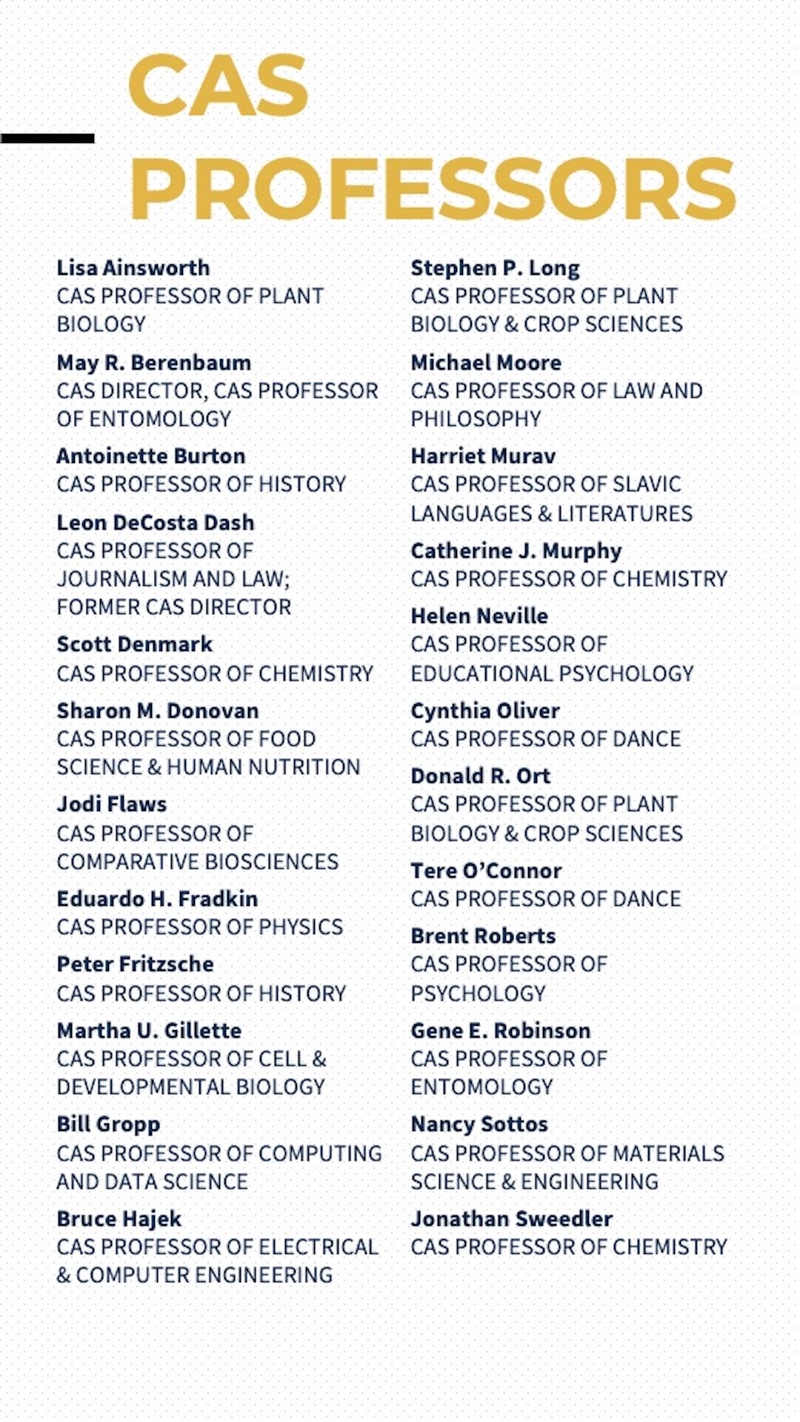 CAS
PROFESSORS
Lisa Ainsworth
CAS PROFESSOR OF PLANT
BIOLOGY
May R. Berenbaum
CAS DIRECTOR, CAS PROFESSOR
OF ENTOMOLOGY
Antoinette Burton
CAS PROFESSOR OF HISTORY
Leon DeCosta Dash
CAS PROFESSOR OF
JOURNALISM AND LAW;
FORMER CAS DIRECTOR
Scott Denmark
CAS PROFESSOR OF CHEMISTRY
Sharon M. Donovan
CAS PROFESSOR OF FOOD
SCIENCE & HUMAN NUTRITION
Jodi Flaws
CAS PROFESSOR OF
COMPARATIVE BIOSCIENCES
Eduardo H. Fradkin
CAS PROFESSOR OF PHYSICS
Peter Fritzsche
CAS PROFESSOR OF HISTORY
Martha U. Gillette
CAS PROFESSOR OF CELL &
DEVELOPMENTAL BIOLOGY
Bill Gropp
CAS PROFESSOR OF COMPUTING
AND DATA SCIENCE
Bruce Hajek
CAS PROFESSOR OF ELECTRICAL
& COMPUTER ENGINEERING
Stephen P. Long
CAS PROFESSOR OF PLANT
BIOLOGY & CROP SCIENCES
Michael Moore
CAS PROFESSOR OF LAW AND
PHILOSOPHY
Harriet Murav
CAS PROFESSOR OF SLAVIC
LANGUAGES & LITERATURES
Catherine J. Murphy
CAS PROFESSOR OF CHEMISTRY
Helen Neville
CAS PROFESSOR OF
EDUCATIONAL PSYCHOLOGY
Cynthia Oliver
CAS PROFESSOR OF DANCE
Donald R. Ort
CAS PROFESSOR OF PLANT
BIOLOGY & CROP SCIENCES
Tere O’Connor
CAS PROFESSOR OF DANCE
Brent Roberts
CAS PROFESSOR OF
PSYCHOLOGY
Gene E. Robinson
CAS PROFESSOR OF
ENTOMOLOGY
Nancy Sottos
CAS PROFESSOR OF MATERIALS
SCIENCE & ENGINEERING
Jonathan Sweedler
CAS PROFESSOR OF CHEMISTRY